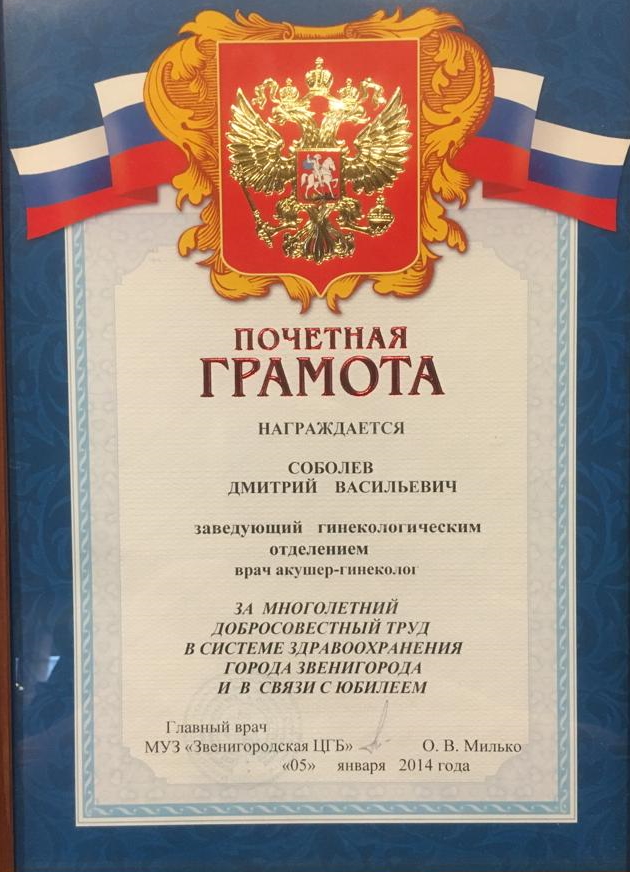 ПОЧЕТНАЯ
ГРАМОТА
НАГРАЖДАЕТСЯ
СОБОЛЕВ
ДМИТРИЙ ВАСИЛЬЕВИЧ
заведующий гинекологическим
отделением
врач акушер-гинеколог
ЗА МНОГОЛЕТНИЙ
ДОБРОСОВЕСТНЫЙ ТРУД
В СИСТЕМЕ ЗДРАВООХРАНЕНИЯ
ГОРОДА ЗВЕНИГОРОДА
И В СВЯЗИ С ЮБИЛЕЕМ
Главный врач
МУЗ «Звенигородская ЦГБ» О. В. Милько
«05» января 2014 года